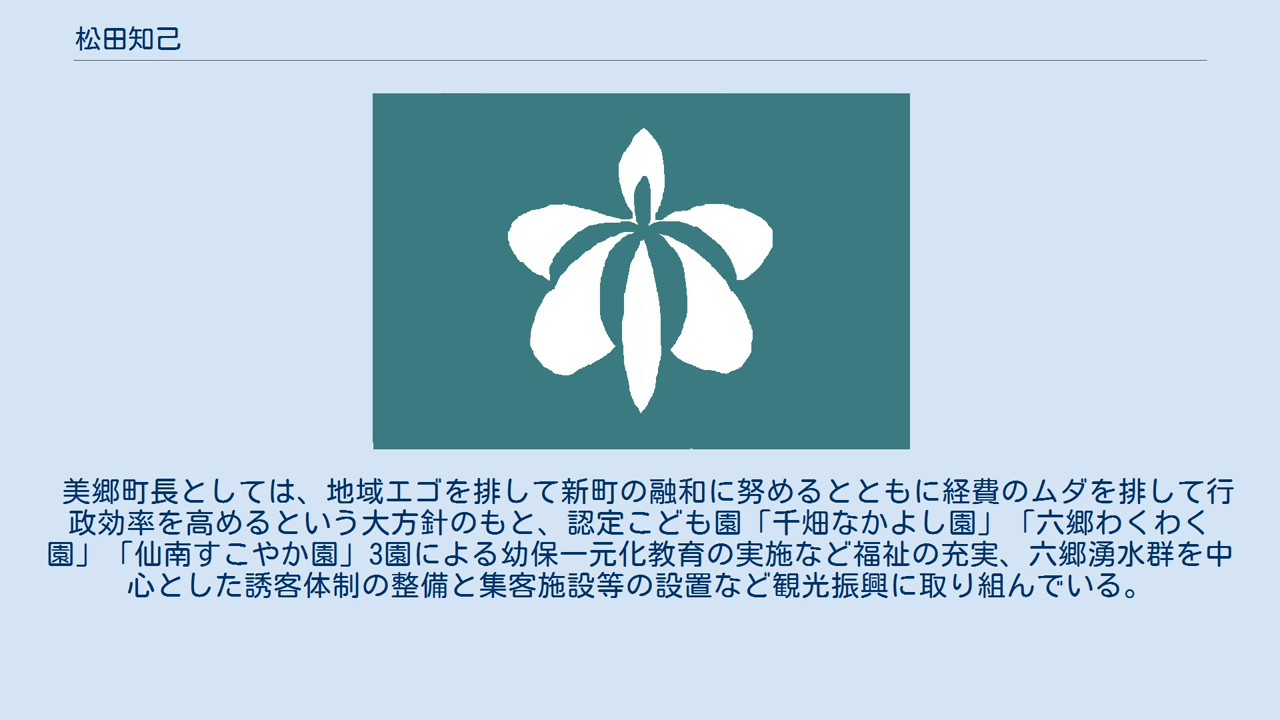 松田知己
美郷町長としては、地域エゴを排して新町の融和に努めるとともに経費のムダを排して行
政効率を高めるという大方針のもと、認定こども園「千畑なかよし園」「六郷わくわく
園」「仙南すこやか園」3園による幼保一元化教育の実施など福祉の充実、六郷湧水群を中
心とした誘客体制の整備と集客施設等の設置など観光振興に取り組んでいる。